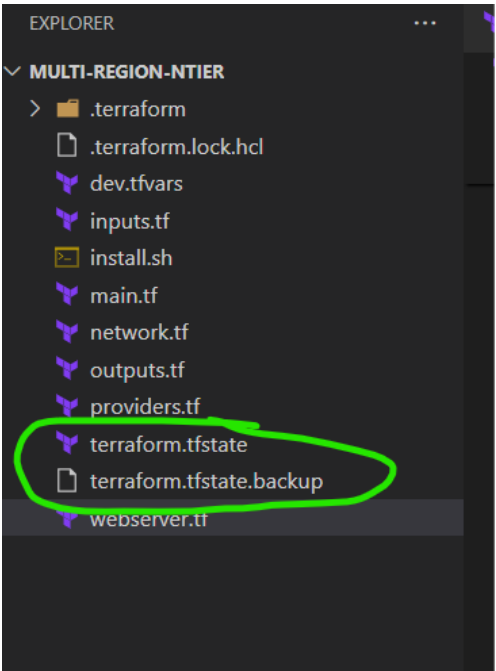 EXPLORER
MULTI-REGION-NTIER
.terraform
.terraform.lock.hcl
dev.tfvars
inputs.tf
install.sh
main.tf
network.tf
outputs.tf
providers.tf
terraform.tfstate
terraform.tfstate.backup
webserver.tf